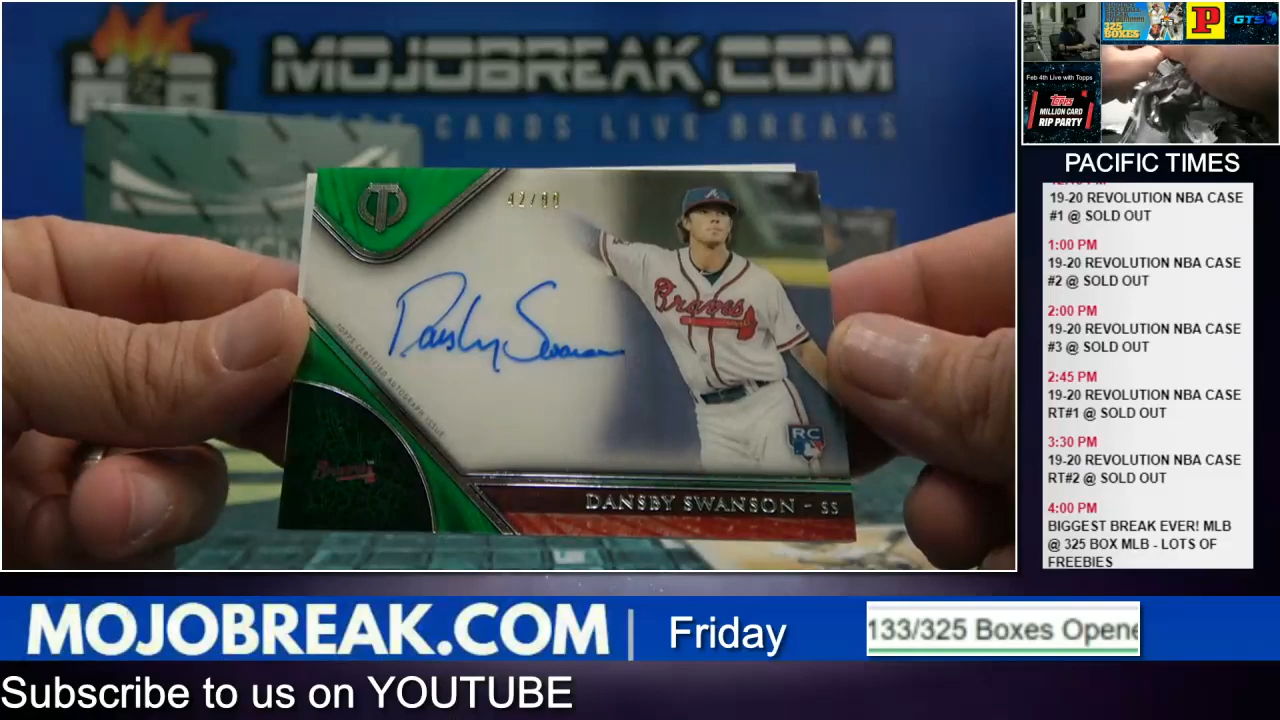 MOJOBREAK.COM
CARDS LIVE BREAKS
T
Braves
RC
TOPPS CERTIFIED AUTOGRAPH ISSUE
Dansby Swanson
Braves
DANSBY SWANSON - SS
325
BOXES
P
GTS
Feb 4th Live with Topps
Topps
MILLION CARD
RIP PARTY
PACIFIC TIMES
19-20 REVOLUTION NBA CASE
#1 @ SOLD OUT
1:00 PM
19-20 REVOLUTION NBA CASE
#2 @ SOLD OUT
2:00 PM
19-20 REVOLUTION NBA CASE
#3 @ SOLD OUT
2:45 PM
19-20 REVOLUTION NBA CASE
RT#1 @ SOLD OUT
3:30 PM
19-20 REVOLUTION NBA CASE
RT#2 @ SOLD OUT
4:00 PM
BIGGEST BREAK EVER! MLB
@ 325 BOX MLB - LOTS OF
FREEBIES
MOJOBREAK.COM
Friday
133/325 Boxes Opene
Subscribe to us on YOUTUBE